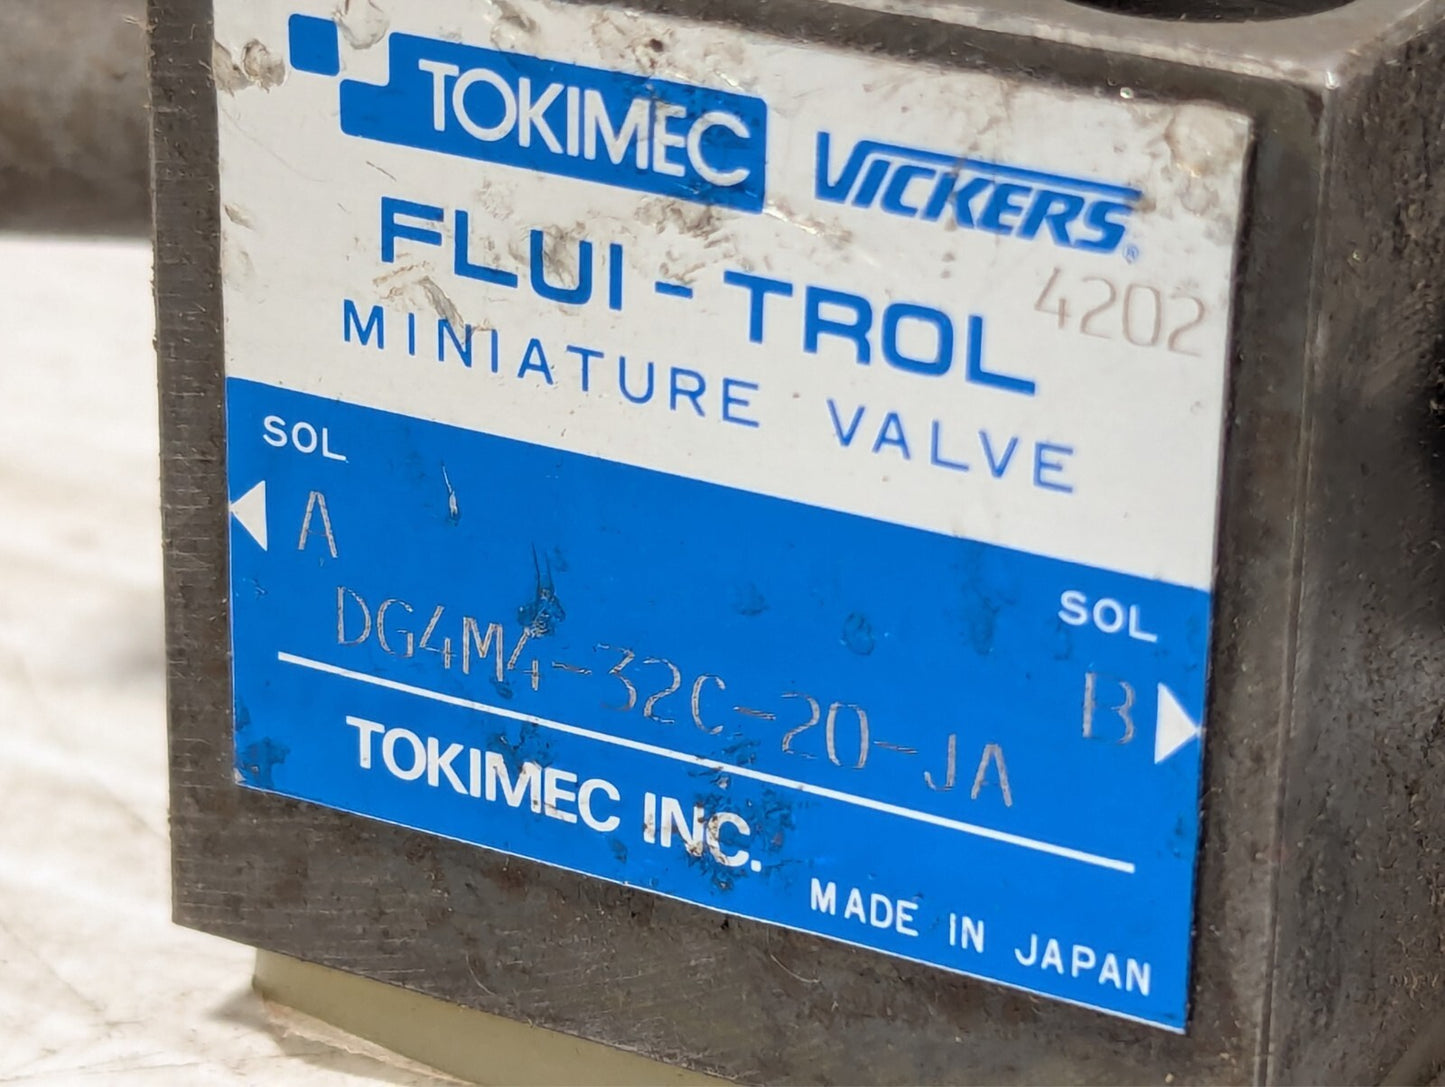 TOKIMEC VICKERS®
FLUI-TROL 4202
MINIATURE VALVE
SOL
A
SOL
B
DG4M4-32C-20-JA
TOKIMEC INC.
MADE IN JAPAN